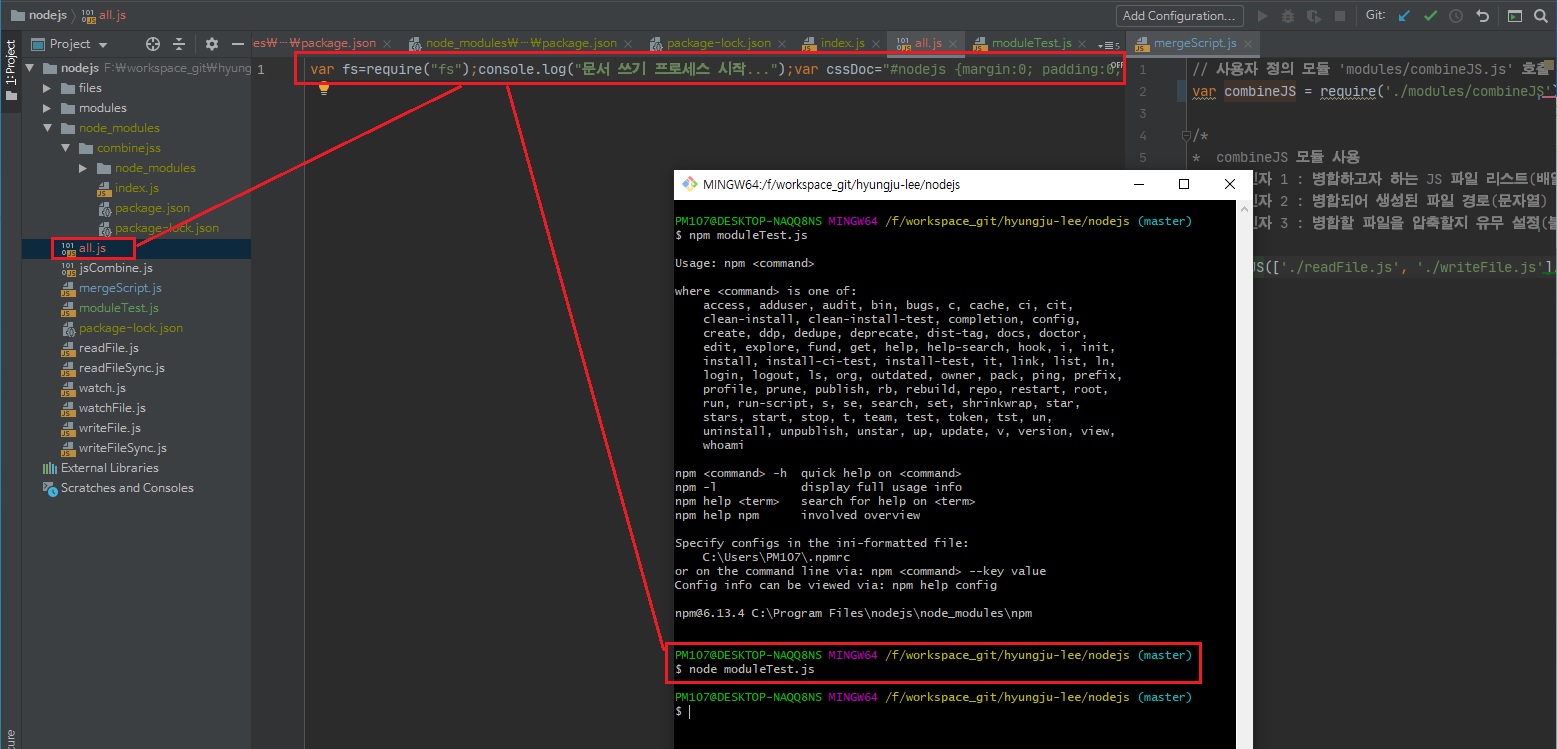 nodejs 〉 all.js
Add Configuration...
Git:
1: Project
Project
es₩⋯₩package.json
node_modules₩⋯₩package.json
package-lock.json
index.js
all.js
moduleTest.js
5
mergeScript.js
nodejs F:₩workspace_git₩hyung
files
modules
node_modules
combinejss
node_modules
index.js
package.json
package-lock.json
all.js
jsCombine.js
mergeScript.js
moduleTest.js
package-lock.json
readFile.js
readFileSync.js
watch.js
watchFile.js
writeFile.js
writeFileSync.js
External Libraries
Scratches and Consoles
1
var fs=require("fs");console.log("문서 쓰기 프로세스 시작...");var cssDoc="#nodejs {margin:0; padding:0;
OFF
1 // 사용자 정의 모듈 'modules/combineJS.js' 호출
2 var combineJS = require('./modules/combineJS')
3
4 /*
5 * combineJS 모듈 사용
자 1 : 병합하고자 하는 JS 파일 리스트(배열
자 2 : 병합되어 생성된 파일 경로(문자열)
자 3 : 병합할 파일을 압축할지 유무 설정(불
JS(['./readFile.js', './writeFile.js'],
MINGW64:/f/workspace_git/hyungju-lee/nodejs
PM107@DESKTOP-NAQQ8NS MINGW64 /f/workspace_git/hyungju-lee/nodejs (master)
$ npm moduleTest.js
Usage: npm <command>
where <command> is one of:
access, adduser, audit, bin, bugs, c, cache, ci, cit,
clean-install, clean-install-test, completion, config,
create, ddp, dedupe, deprecate, dist-tag, docs, doctor,
edit, explore, fund, get, help, help-search, hook, i, init,
install, install-ci-test, install-test, it, link, list, ln,
login, logout, ls, org, outdated, owner, pack, ping, prefix,
profile, prune, publish, rb, rebuild, repo, restart, root,
run, run-script, s, se, search, set, shrinkwrap, star,
stars, start, stop, t, team, test, token, tst, un,
uninstall, unpublish, unstar, up, update, v, version, view,
whoami
npm <command> -h quick help on <command>
npm -l display full usage info
npm help <term> search for help on <term>
npm help npm involved overview
Specify configs in the ini-formatted file:
C:\Users\PM107\.npmrc
or on the command line via: npm <command> --key value
Config info can be viewed via: npm help config
npm@6.13.4 C:\Program Files\nodejs\node_modules\npm
PM107@DESKTOP-NAQQ8NS MINGW64 /f/workspace_git/hyungju-lee/nodejs (master)
$ node moduleTest.js
PM107@DESKTOP-NAQQ8NS MINGW64 /f/workspace_git/hyungju-lee/nodejs (master)
$